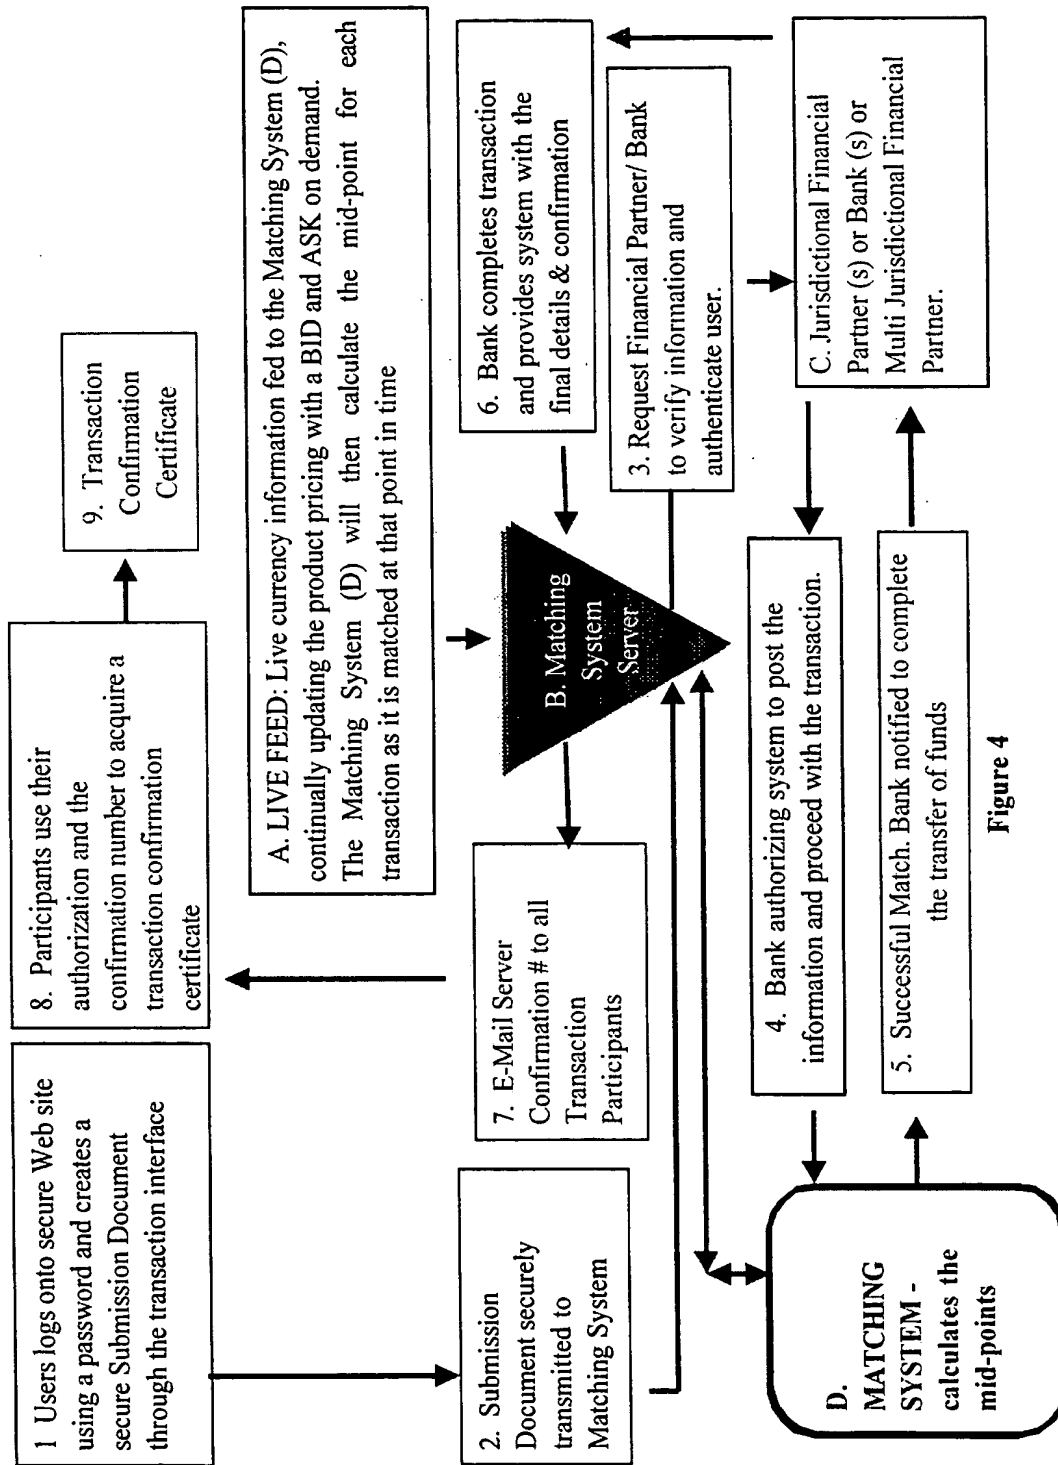 1 Users logs onto secure Web site
using a password and creates a
secure Submission Document
through the transaction interface
8. Participants use their
authorization and the
confirmation number to acquire a
transaction confirmation
certificate
9. Transaction
Confirmation
Certificate
A. LIVE FEED: Live currency information fed to the Matching System (D),
continually updating the product pricing with a BID and ASK on demand.
The Matching System (D) will then calculate the mid-point for each
transaction as it is matched at that point in time
2. Submission
Document securely
transmitted to
Matching System
7. E-Mail Server
Confirmation # to all
Transaction
Participants
B. Matching
System
Server
6. Bank completes transaction
and provides system with the
final details & confirmation
3. Request Financial Partner/ Bank
to verify information and
authenticate user.
D.
MATCHING
SYSTEM -
calculates the
mid-points
4. Bank authorizing system to post the
information and proceed with the transaction.
5. Successful Match. Bank notified to complete
the transfer of funds
C. Jurisdictional Financial
Partner (s) or Bank (s) or
Multi Jurisdictional Financial
Partner.
Figure 4